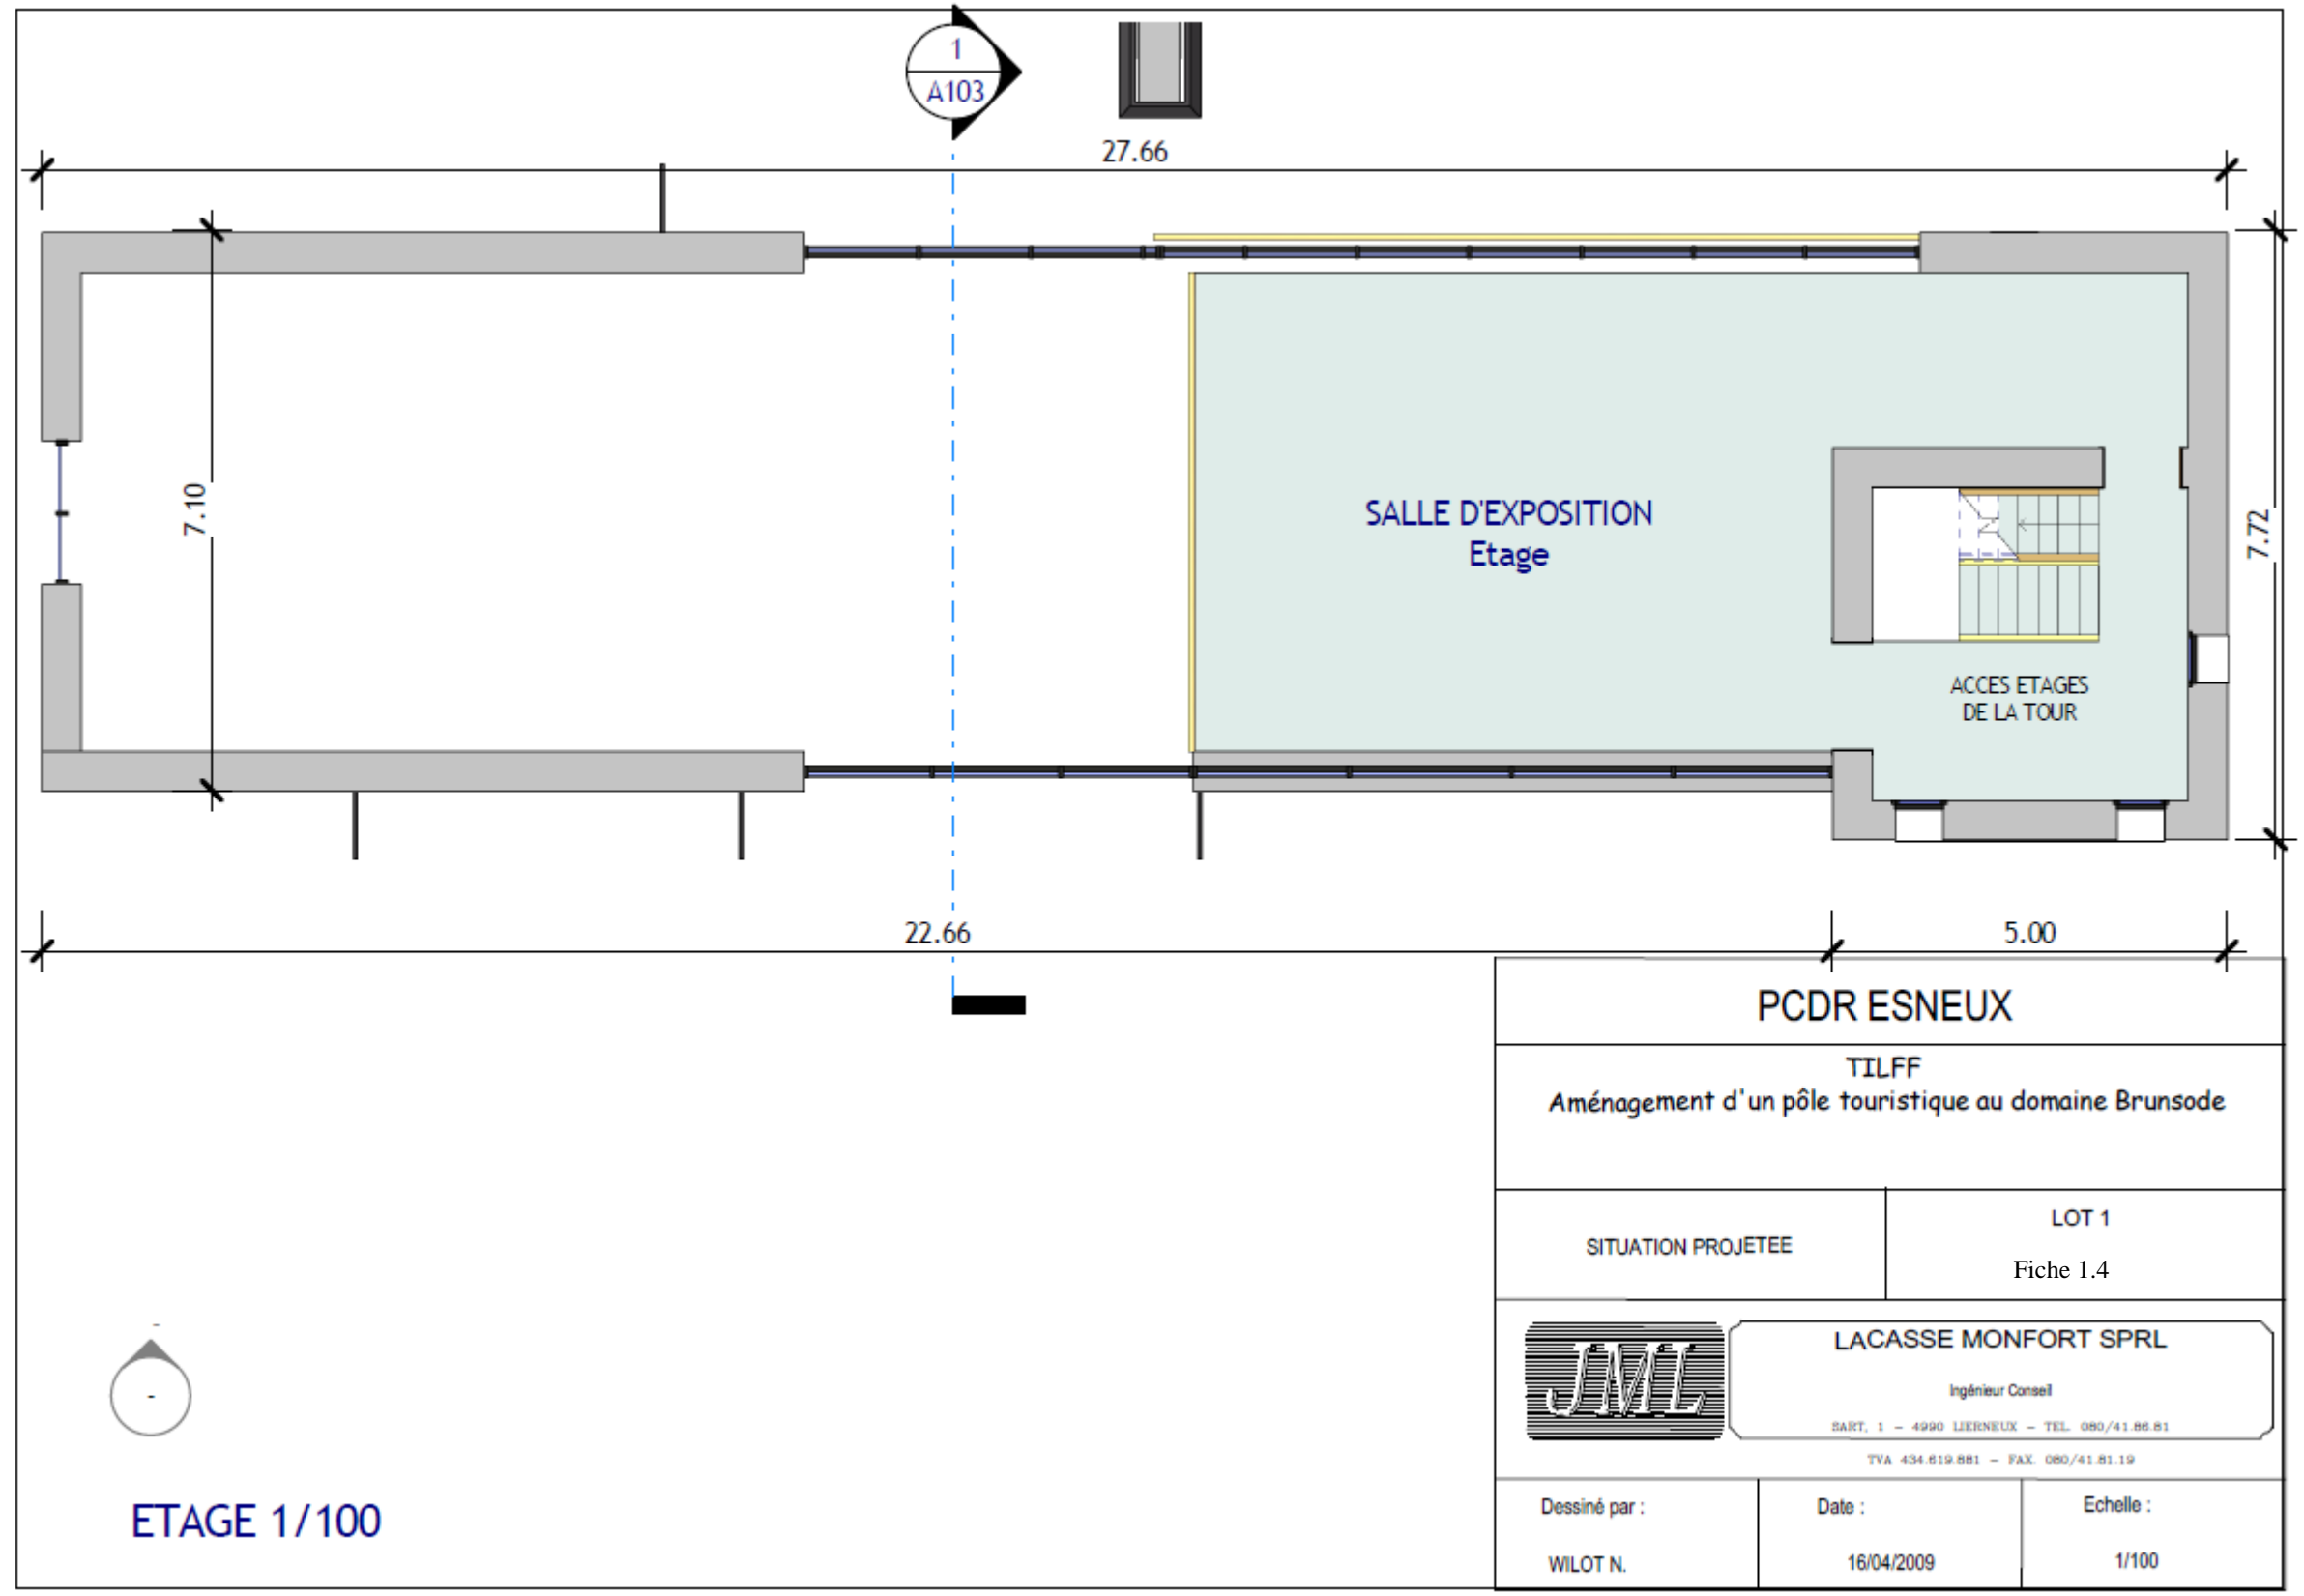 1
A103
27.66
7.10
SALLE D'EXPOSITION
Etage
7.72
ACCES ETAGES
DE LA TOUR
22.66
5.00
PCDR ESNEUX
TILFF
Aménagement d'un pôle touristique au domaine Brunsode
SITUATION PROJETEE
LOT 1
Fiche 1.4
JML
LACASSE MONFORT SPRL
Ingénieur Conseil
SART, 1 - 4990 LIERNEUX - TEL. 080/41.86.81
TVA 434.619.881 - FAX. 080/41.81.19
-
-
ETAGE 1/100
Dessiné par :
Date :
Echelle :
WILOT N.
16/04/2009
1/100